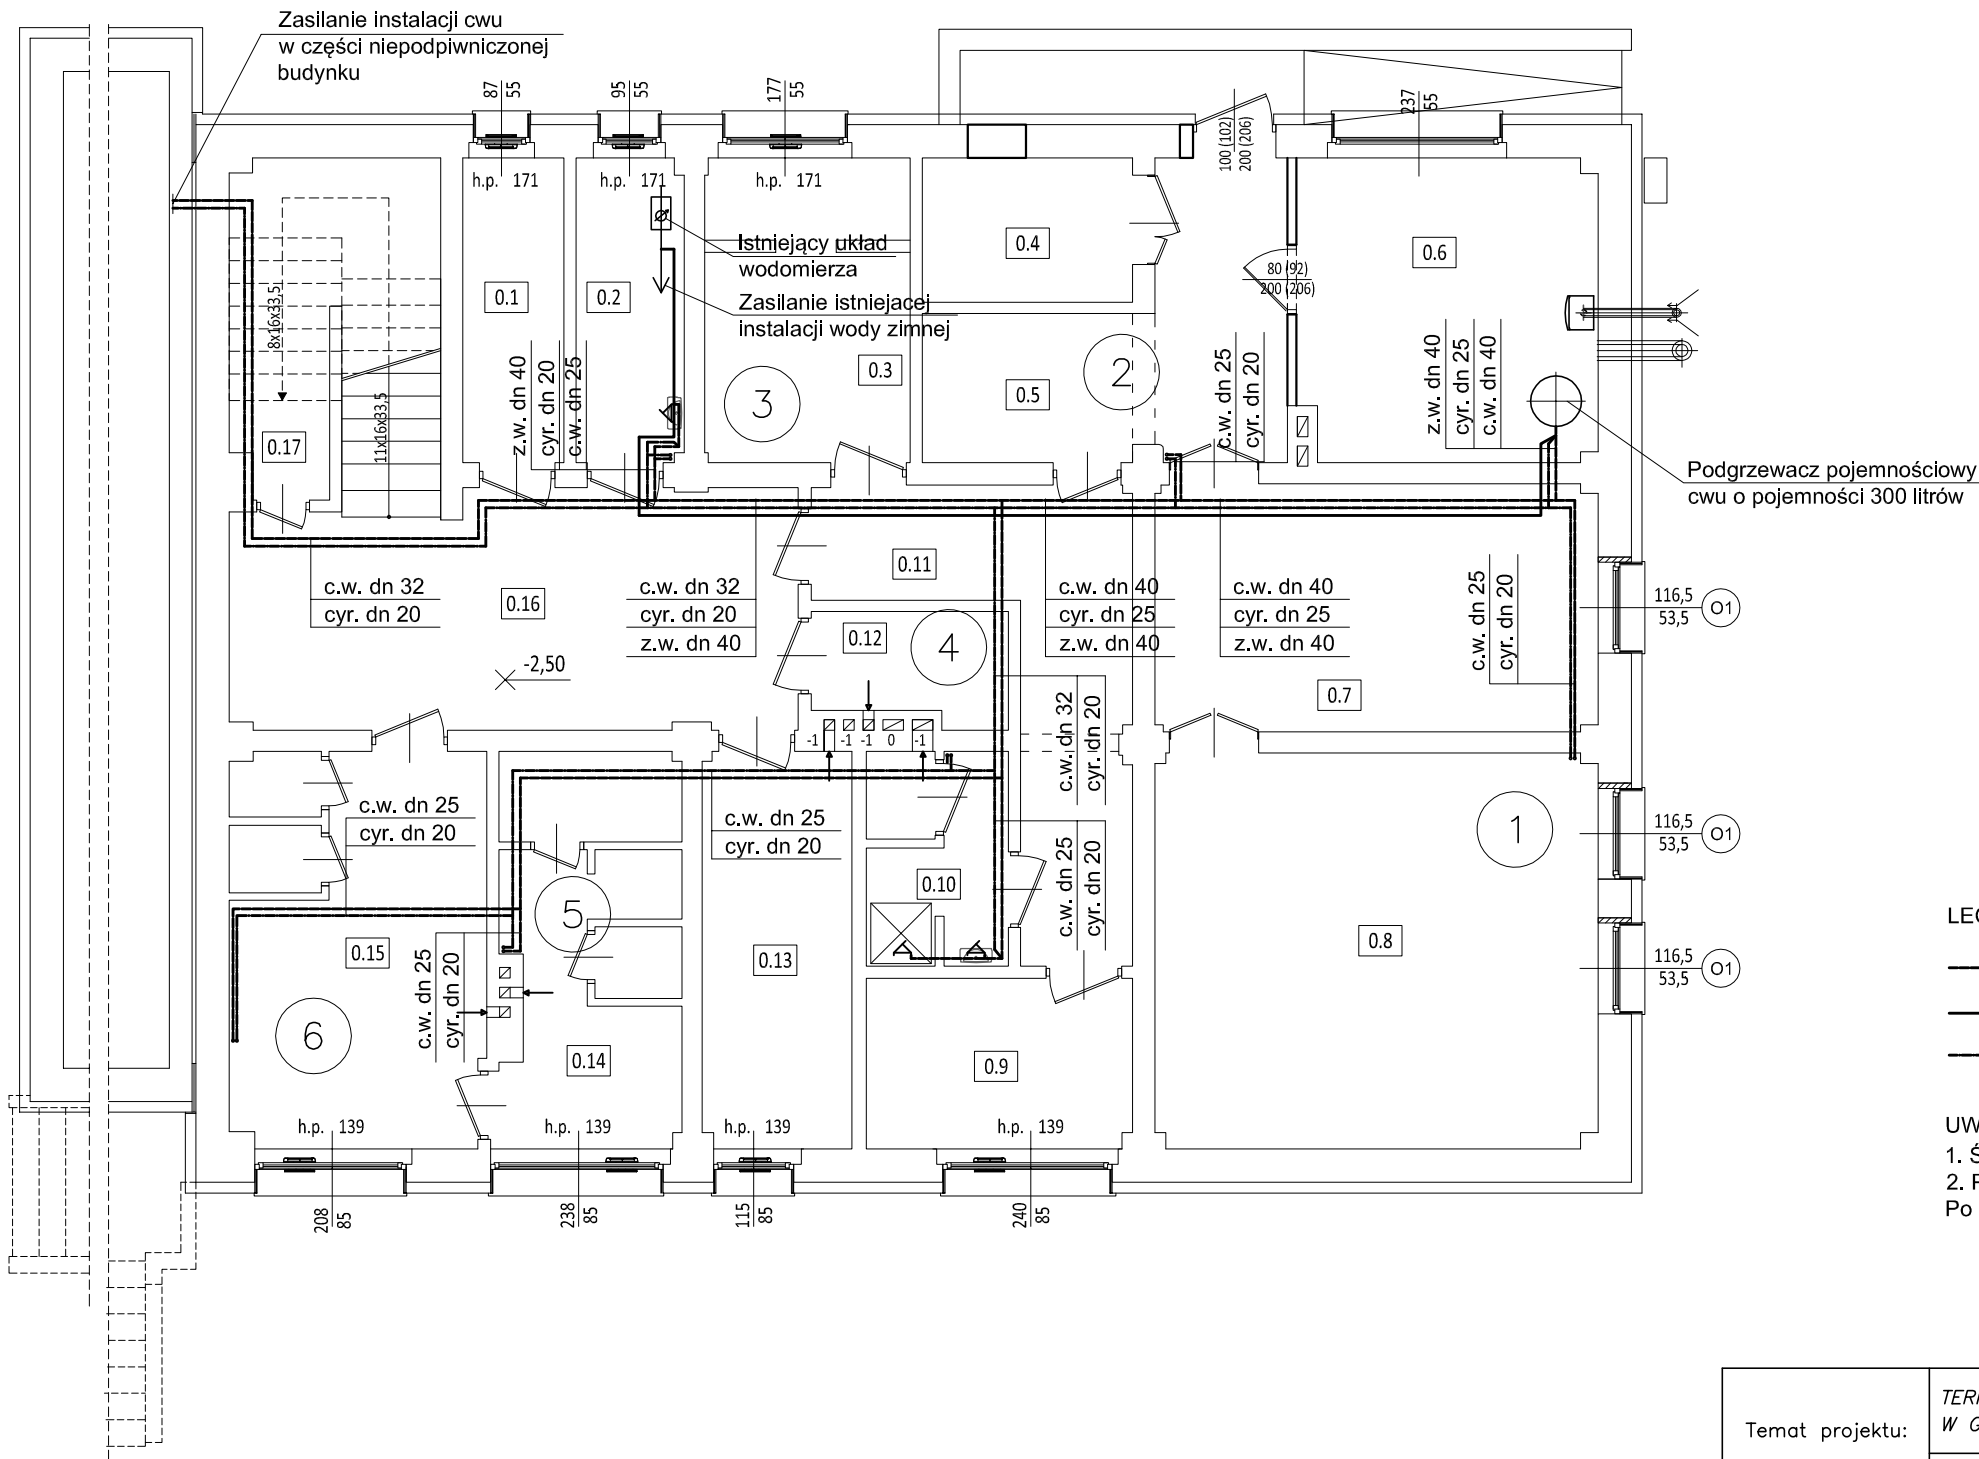 Zasilanie instalacji cwu
w części niepodpiwniczonej
budynku
87
55
95
55
177
55
237
55
100 (102)
200 (206)
h.p. 171
h.p. 171
h.p. 171
Istniejący układ
wodomierza
Zasilanie istniejacej
instalacji wody zimnej
0.1
0.2
0.3
0.4
0.5
0.6
80 (92)
200 (206)
8x16x33,5
11x16x33,5
0.17
z.w. dn 40
cyr. dn 20
c.w. dn 25
3
2
c.w. dn 25
cyr. dn 20
z.w. dn 40
cyr. dn 25
c.w. dn 40
Podgrzewacz pojemnościowy
cwu o pojemności 300 litrów
c.w. dn 32
cyr. dn 20
0.16
-2,50
c.w. dn 32
cyr. dn 20
z.w. dn 40
0.11
0.12
4
c.w. dn 40
cyr. dn 25
z.w. dn 40
c.w. dn 40
cyr. dn 25
z.w. dn 40
c.w. dn 25
cyr. dn 20
0.7
116,5
53,5
O1
-1
-1
-1
0
-1
c.w. dn 32
cyr. dn 20
c.w. dn 25
cyr. dn 20
c.w. dn 25
cyr. dn 20
c.w. dn 25
cyr. dn 20
1
116,5
53,5
O1
0.10
5
0.15
c.w. dn 25
cyr. dn 20
0.13
0.8
116,5
53,5
O1
6
0.14
0.9
h.p. 139
h.p. 139
h.p. 139
h.p. 139
208
85
238
85
115
85
240
85
1. Ś
Po
Temat projektu: